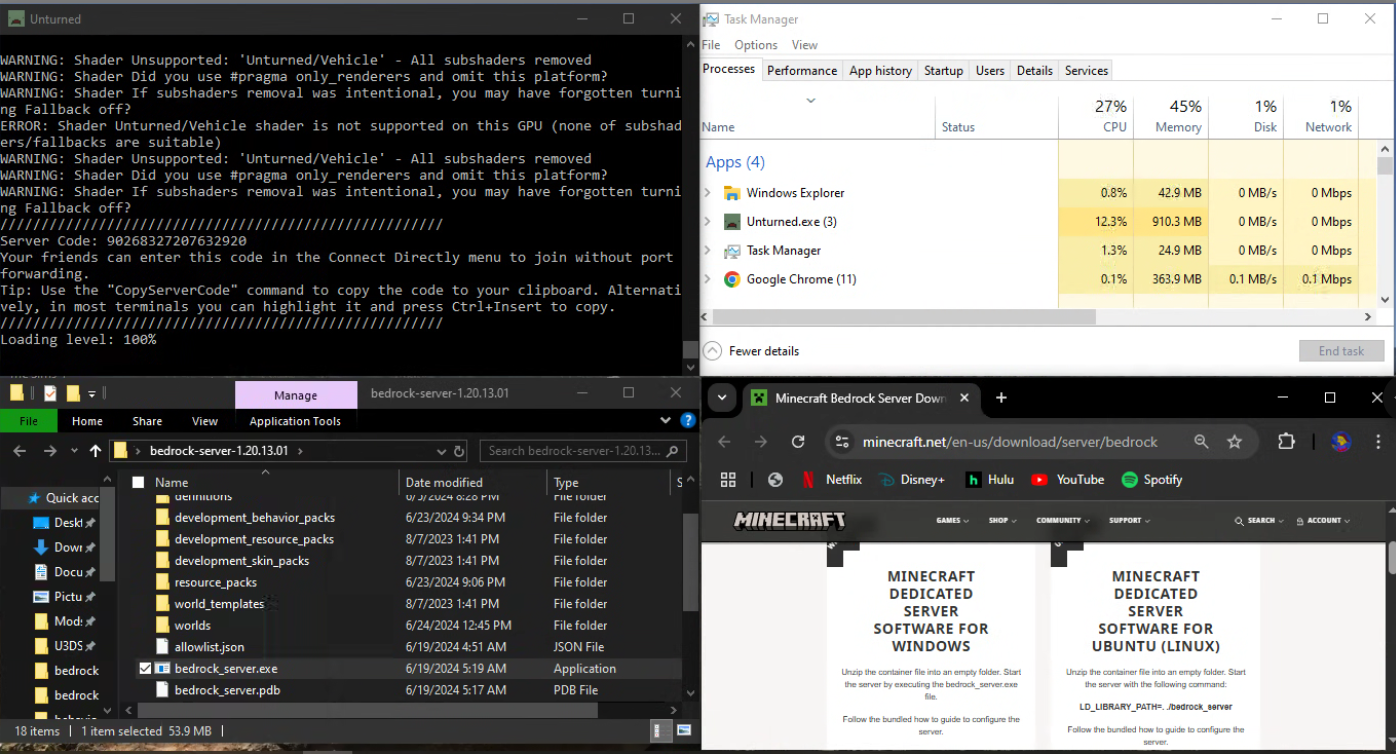 Unturned
WARNING: Shader Unsupported: 'Unturned/Vehicle' - All subshaders removed
WARNING: Shader Did you use #pragma only_renderers and omit this platform?
WARNING: Shader If subshaders removal was intentional, you may have forgotten turni
ng Fallback off?
ERROR: Shader Unturned/Vehicle shader is not supported on this GPU (none of subshad
ers/fallbacks are suitable)
WARNING: Shader Unsupported: 'Unturned/Vehicle' - All subshaders removed
WARNING: Shader Did you use #pragma only_renderers and omit this platform?
WARNING: Shader If subshaders removal was intentional, you may have forgotten turni
ng Fallback off?
//////////////////////////////////////////////////////
Server Code: 90268327207632920
Your friends can enter this code in the Connect Directly menu to join without port
forwarding.
Tip: Use the "CopyServerCode" command to copy the code to your clipboard. Alternati
vely, in most terminals you can highlight it and press Ctrl+Insert to copy.
//////////////////////////////////////////////////////
Loading level: 100%
Task Manager
File Options View
Processes Performance App history Startup Users Details Services
27% 45% 1% 1%
Name Status CPU Memory Disk Network
Apps (4)
Windows Explorer 0.8% 42.9 MB 0 MB/s 0 Mbps
Unturned.exe (3) 12.3% 910.3 MB 0 MB/s 0 Mbps
Task Manager 1.3% 24.9 MB 0 MB/s 0 Mbps
Google Chrome (11) 0.1% 363.9 MB 0.1 MB/s 0.1 Mbps
Fewer details End task
Manage bedrock-server-1.20.13.01
File Home Share View Application Tools
bedrock-server-1.20.13.01 Search bedrock-server-1.20.13...
Name Date modified Type S
definitions 6/3/2024 8:28 PM File folder
development_behavior_packs 6/23/2024 9:34 PM File folder
development_resource_packs 8/7/2023 1:41 PM File folder
development_skin_packs 8/7/2023 1:41 PM File folder
resource_packs 6/23/2024 9:06 PM File folder
world_templates 8/7/2023 1:41 PM File folder
worlds 6/24/2024 12:45 PM File folder
allowlist.json 6/19/2024 4:51 AM JSON File
bedrock_server.exe 6/19/2024 5:19 AM Application
bedrock_server.pdb 6/19/2024 5:17 AM PDB File
Quick acc
Deskt
Down
Docu
Pictu
Mods
U3DS
bedrock
bedrock
18 items 1 item selected 53.9 MB
Minecraft Bedrock Server Down
minecraft.net/en-us/download/server/bedrock
Netflix Disney+ Hulu YouTube Spotify
MINECRAFT GAMES SHOP COMMUNITY SUPPORT SEARCH ACCOUNT
MINECRAFT
DEDICATED
SERVER
SOFTWARE FOR
WINDOWS
Unzip the container file into an empty folder. Start
the server by executing the bedrock_server.exe
file.
Follow the bundled how to guide to configure the
server.
MINECRAFT
DEDICATED
SERVER
SOFTWARE FOR
UBUNTU (LINUX)
Unzip the container file into an empty folder. Start
the server with the following command:
LD_LIBRARY_PATH=. ./bedrock_server
Follow the bundled how to guide to configure the
server.